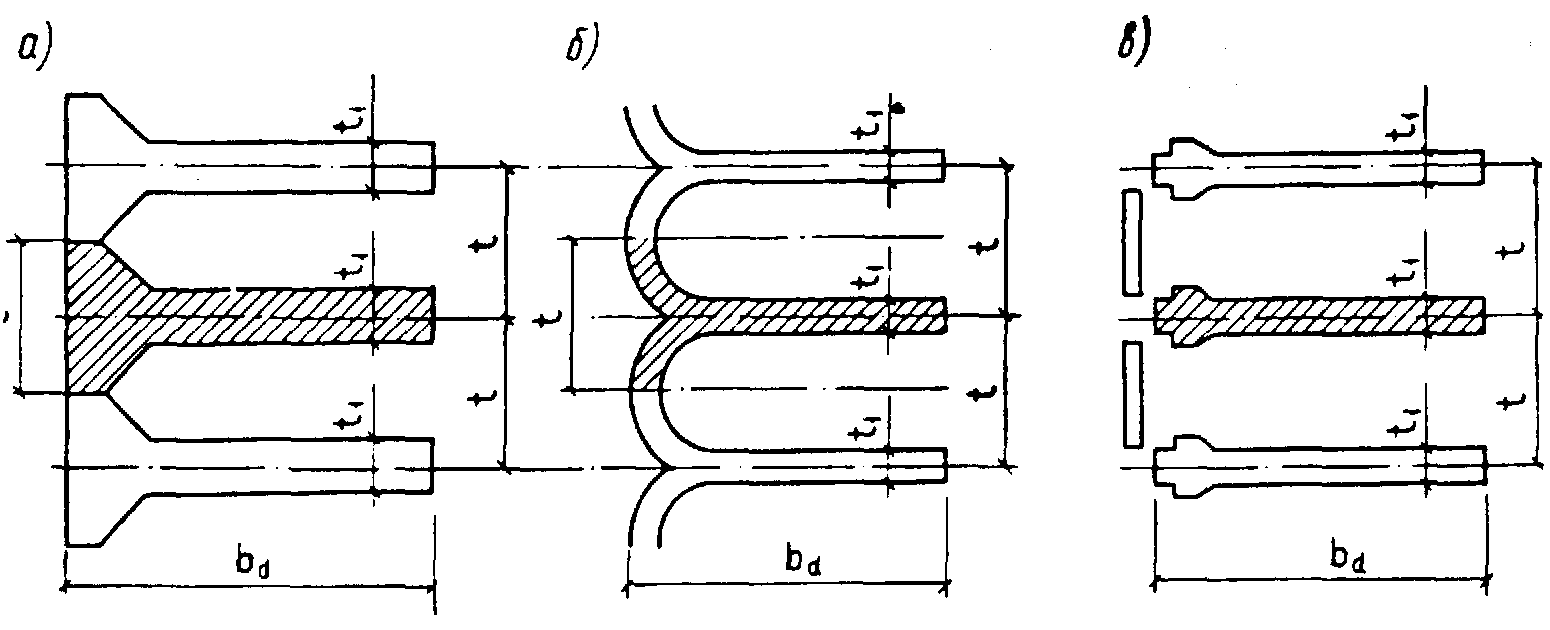 а) б) в)
t₁ t₁ t₁
t t t
t₁ t₁ t₁
t
t t t
t₁ t₁ t₁
b_d b_d b_d